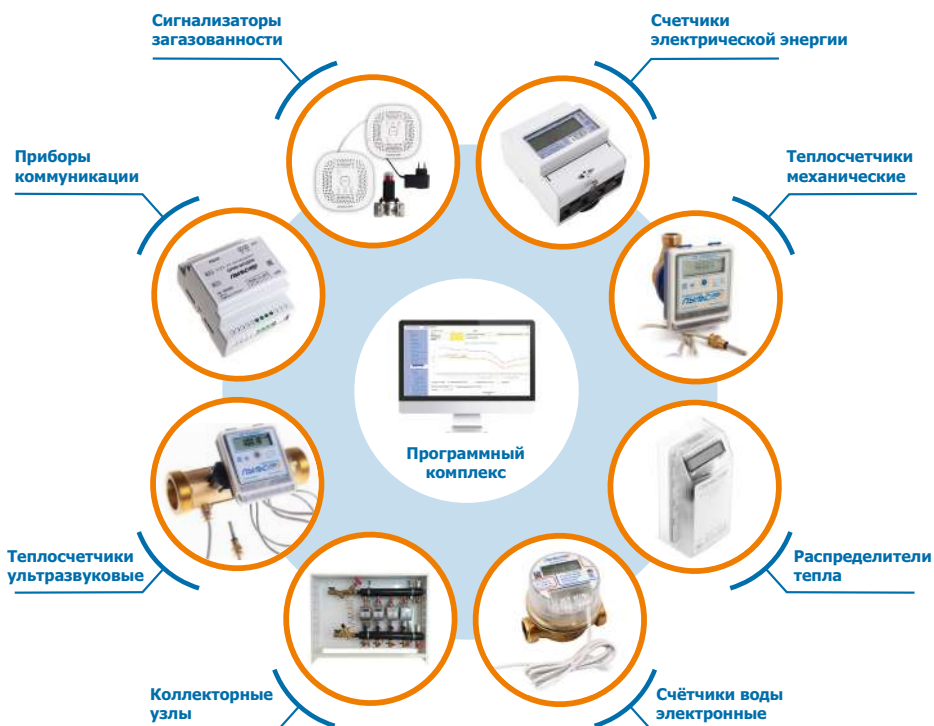 Сигнализаторы
загазованности
Счетчики
электрической энергии
Приборы
коммуникации
Теплосчетчики
механические
Программный
комплекс
Теплосчетчики
ультразвуковые
Распределители
тепла
Коллекторные
узлы
Счётчики воды
электронные